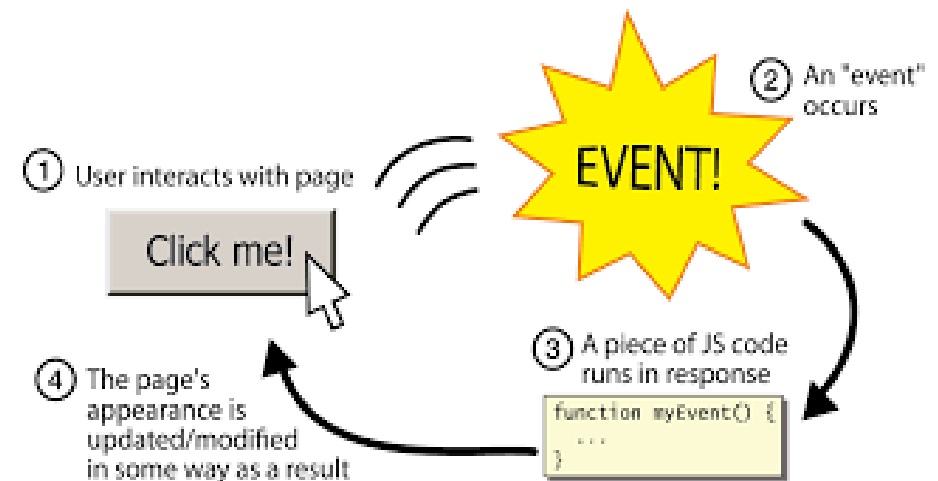 1 User interacts with page
Click me!
EVENT!
2 An "event"
occurs
3 A piece of JS code
runs in response
function myEvent() {
...
}
4 The page's
appearance is
updated/modified
in some way as a result